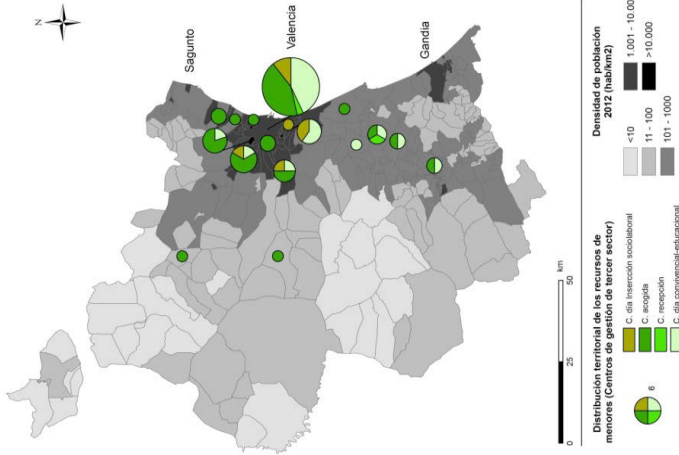 N
Sagunto
Valencia
Gandia
0 25 50
km
Distribución territorial de los recursos de
menores (Centros de gestión de tercer sector)
6
C. día Insercción sociolaboral
C. acogida
C. recepción
C. día convivencial-educacional
Densidad de población
2012 (hab/km2)
<10
11 - 100
101 - 1000
1.001 - 10.00
>10.000